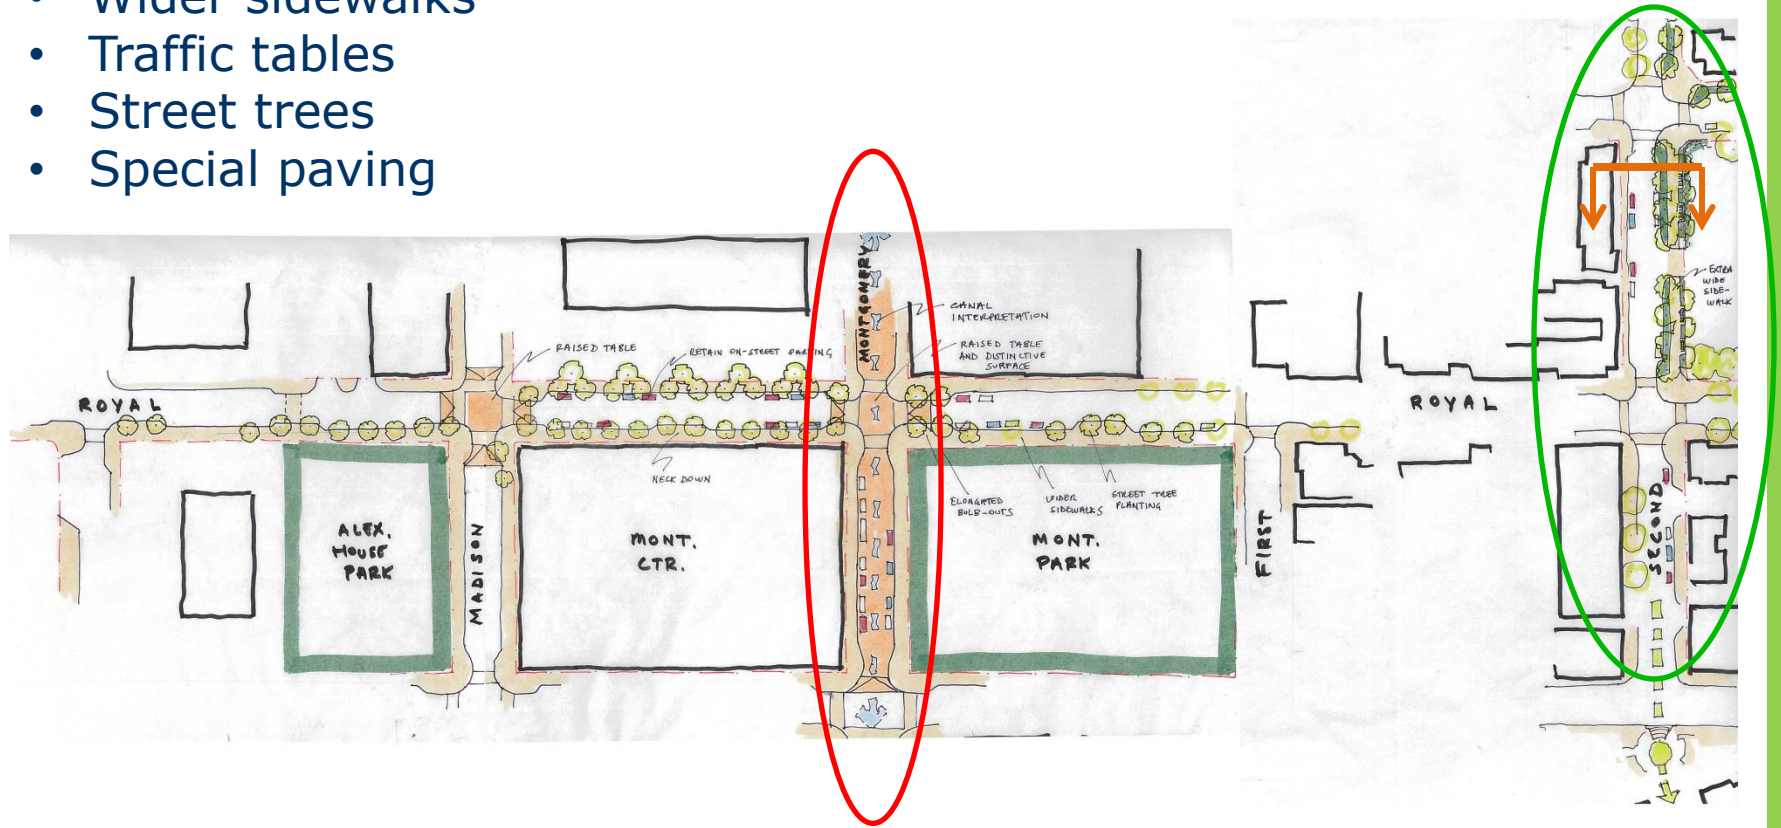 • Wider sidewalks
• Traffic tables
• Street trees
• Special paving
MONTGOMERY
CANAL
INTERPRETATION
EXTRA
WIDE
SIDE-
WALK
RAISED TABLE
RETAIN ON-STREET PARKING
RAISED TABLE
AND DISTINCTIVE
SURFACE
ROYAL
ROYAL
NECK DOWN
ELONGATED
BULB-OUTS
WIDER
SIDEWALKS
STREET TREE
PLANTING
ALEX.
HOUSE
PARK
MADISON
MONT.
CTR.
MONT.
PARK
FIRST
SECOND